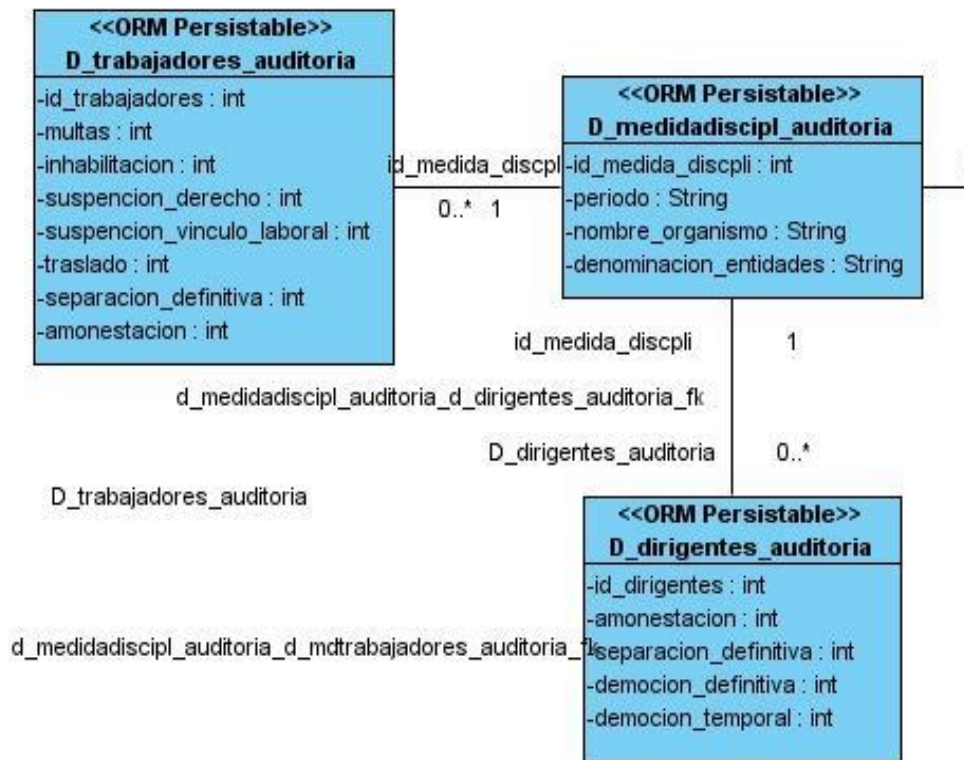 <<ORM Persistable>>
D_trabajadores_auditoria
-id_trabajadores : int
-multas : int
-inhabilitacion : int
-suspencion_derecho : int
-suspencion_vinculo_laboral : int
-traslado : int
-separacion_definitiva : int
-amonestacion : int
id_medida_discpl
0..* 1
<<ORM Persistable>>
D_medidadiscipl_auditoria
-id_medida_discpli : int
-periodo : String
-nombre_organismo : String
-denominacion_entidades : String
id_medida_discpli 1
d_medidadiscipl_auditoria_d_dirigentes_auditoria_fk
D_dirigentes_auditoria 0..*
D_trabajadores_auditoria
<<ORM Persistable>>
D_dirigentes_auditoria
-id_dirigentes : int
-amonestacion : int
-separacion_definitiva : int
-democion_definitiva : int
-democion_temporal : int
d_medidadiscipl_auditoria_d_mdtrabajadores_auditoria_fk